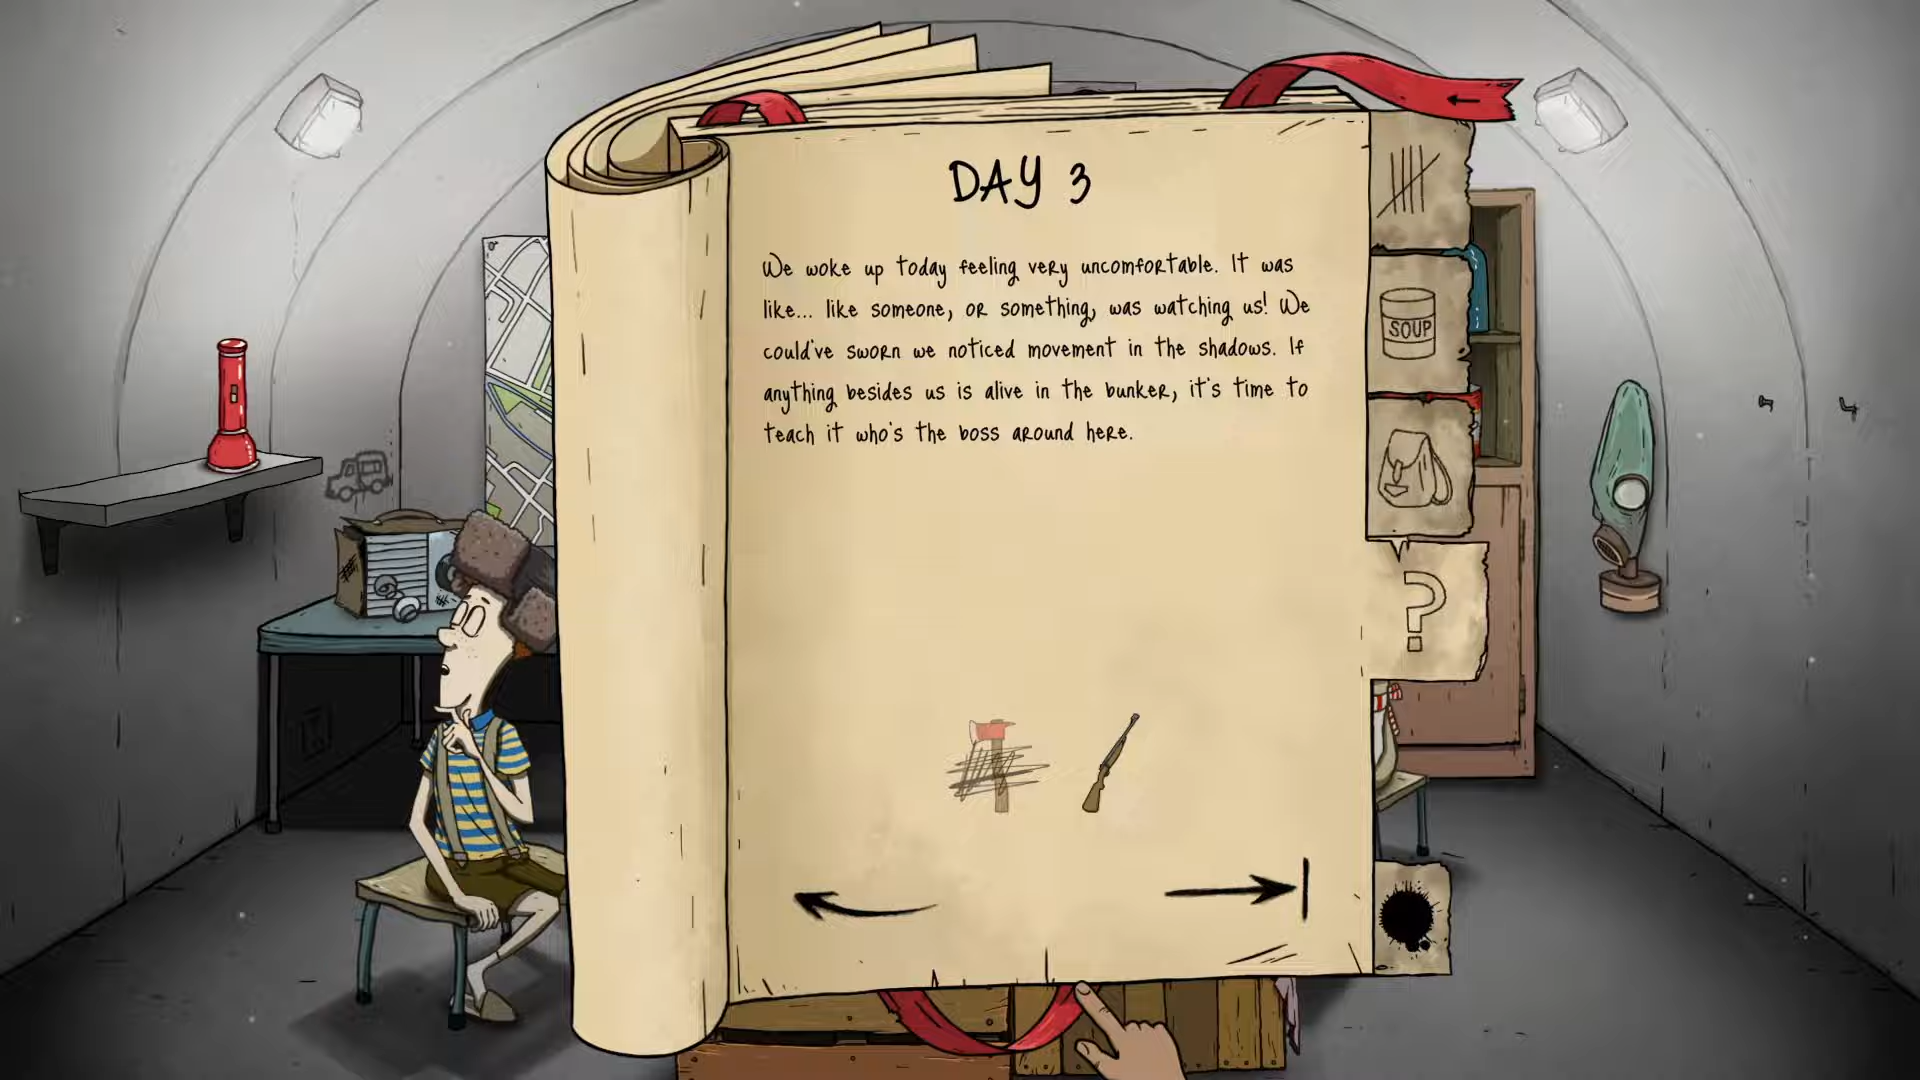 DAY 3
We woke up today feeling very uncomfortable. It was
like... like someone, or something, was watching us! We
could've sworn we noticed movement in the shadows. If
anything besides us is alive in the bunker, it's time to
teach it who's the boss around here.
SOUP
?